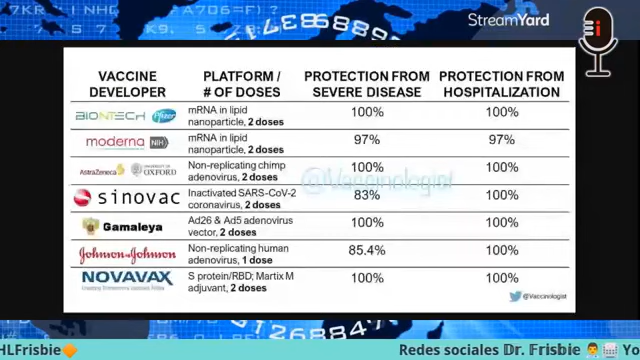 StreamYard
VACCINE DEVELOPER
PLATFORM / # OF DOSES
PROTECTION FROM SEVERE DISEASE
PROTECTION FROM HOSPITALIZATION
BIONTECH Pfizer
mRNA in lipid nanoparticle, 2 doses
100%
100%
moderna NIH
mRNA in lipid nanoparticle, 2 doses
97%
97%
AstraZeneca UNIVERSITY OF OXFORD
Non-replicating chimp adenovirus, 2 doses
100%
100%
@Vaccinologist
sinovac
Inactivated SARS-CoV-2 coronavirus, 2 doses
83%
100%
Gamaleya
Ad26 & Ad5 adenovirus vector, 2 doses
100%
100%
Johnson & Johnson
Non-replicating human adenovirus, 1 dose
85.4%
100%
NOVAVAX
S protein/RBD; Martix M adjuvant, 2 doses
100%
100%
@Vaccinologist
HLFrisbie
Redes sociales Dr. Frisbie
Yo